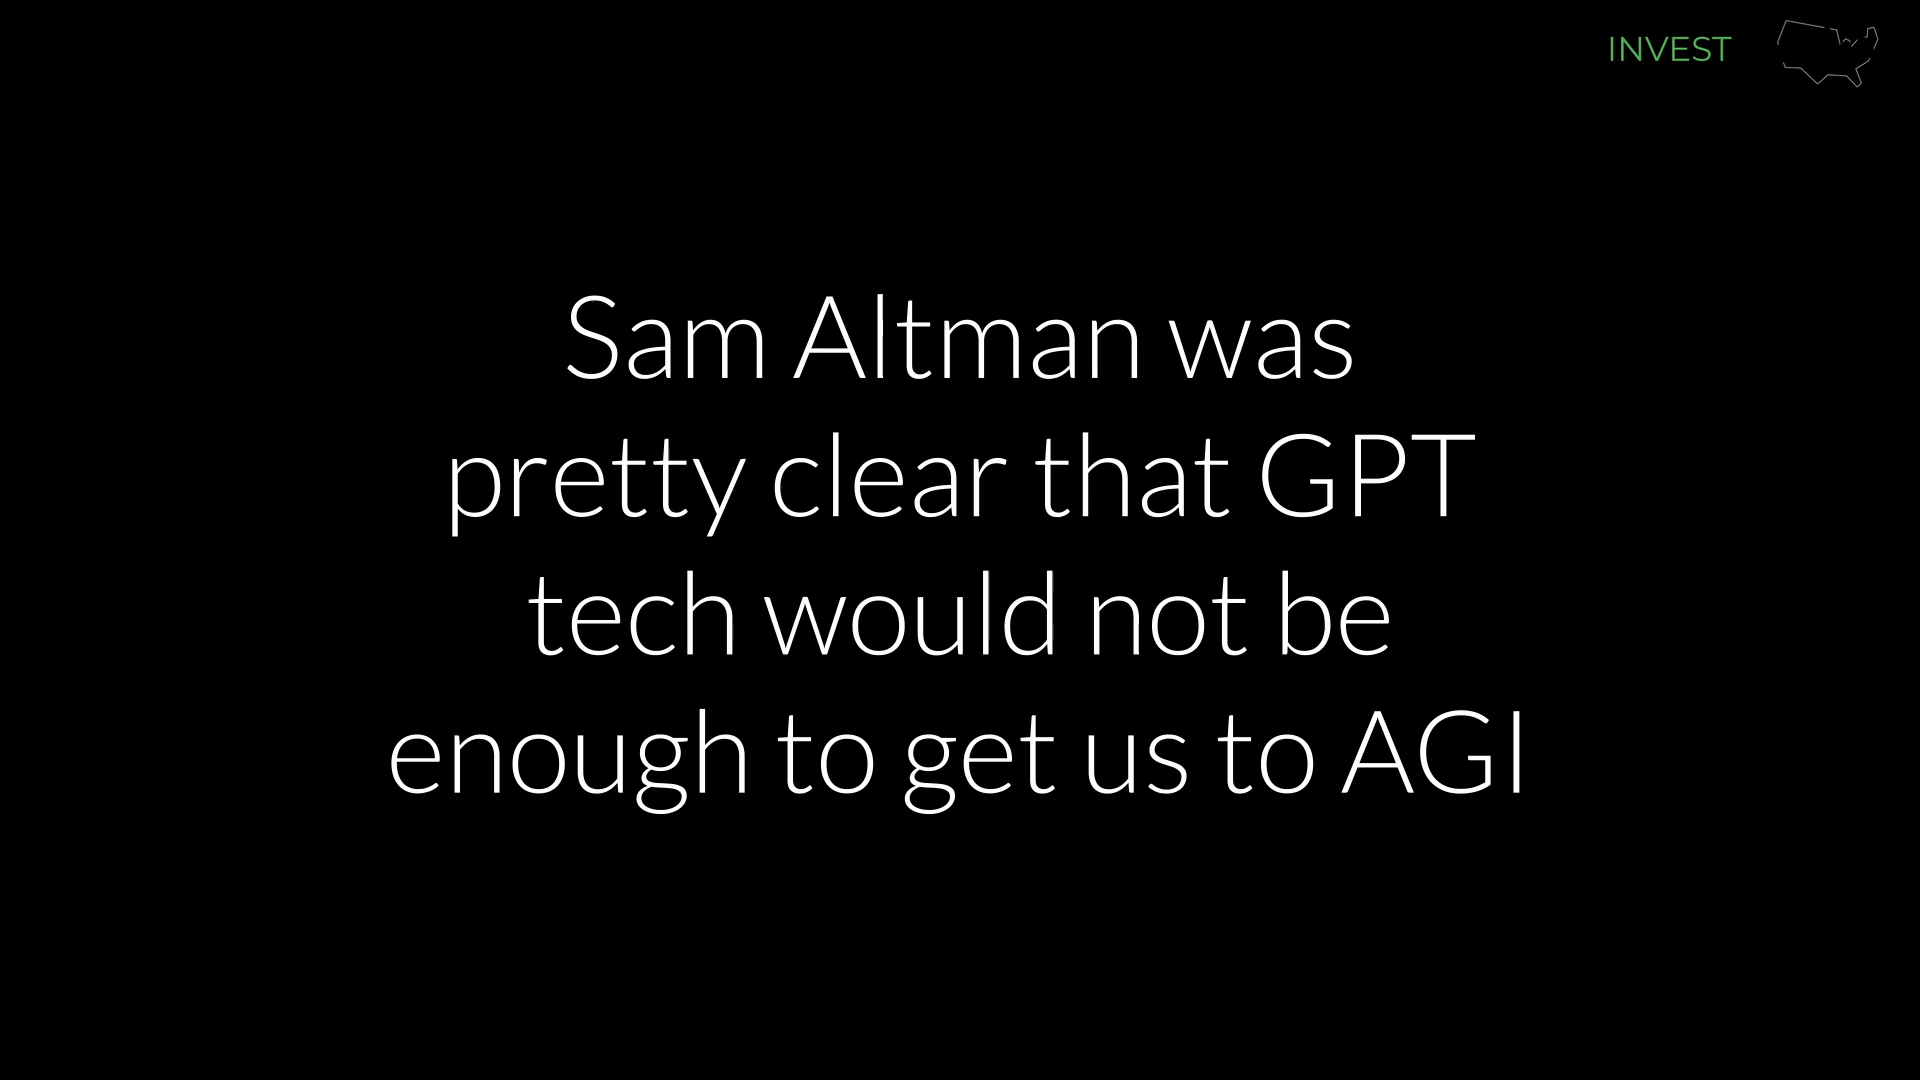 INVEST
Sam Altman was
pretty clear that GPT
tech would not be
enough to get us to AGI